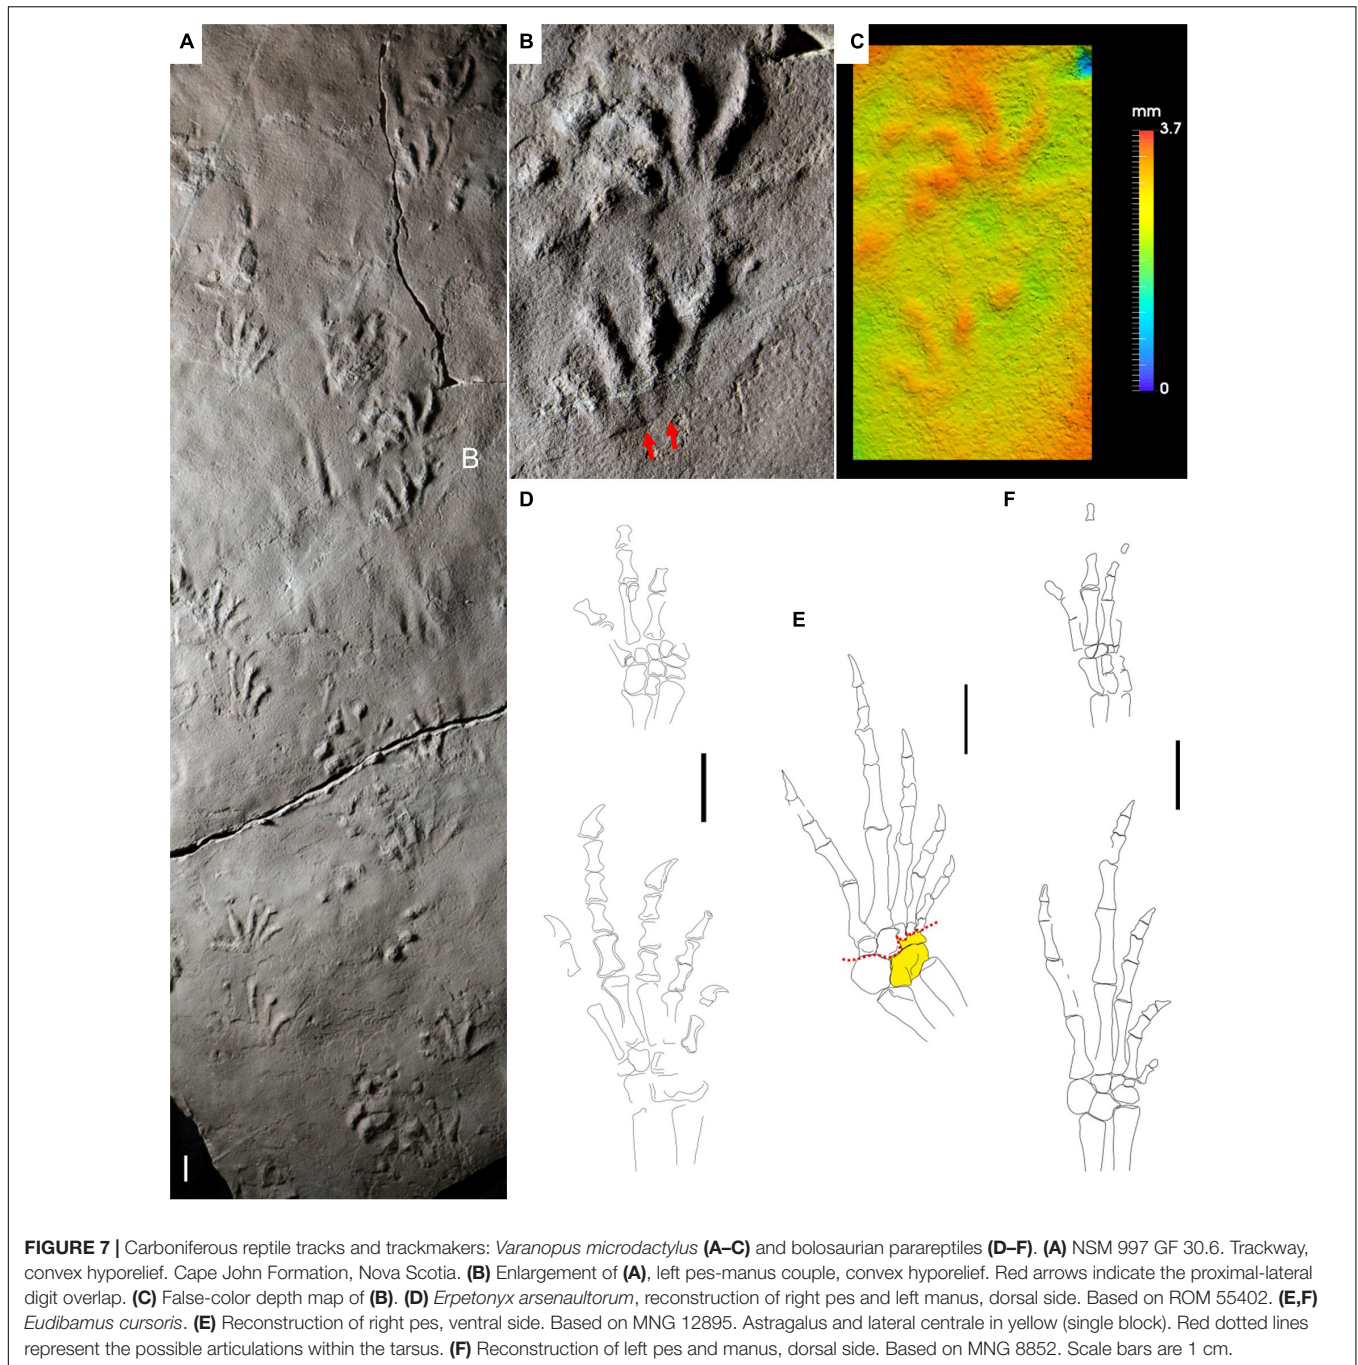 A
B
C
mm
3.7
0
B
D
F
E
FIGURE 7 | Carboniferous reptile tracks and trackmakers: Varanopus microdactylus (A–C) and bolosaurian parareptiles (D–F). (A) NSM 997 GF 30.6. Trackway,
convex hyporelief. Cape John Formation, Nova Scotia. (B) Enlargement of (A), left pes-manus couple, convex hyporelief. Red arrows indicate the proximal-lateral
digit overlap. (C) False-color depth map of (B). (D) Erpetonyx arsenaultorum, reconstruction of right pes and left manus, dorsal side. Based on ROM 55402. (E,F)
Eudibamus cursoris. (E) Reconstruction of right pes, ventral side. Based on MNG 12895. Astragalus and lateral centrale in yellow (single block). Red dotted lines
represent the possible articulations within the tarsus. (F) Reconstruction of left pes and manus, dorsal side. Based on MNG 8852. Scale bars are 1 cm.